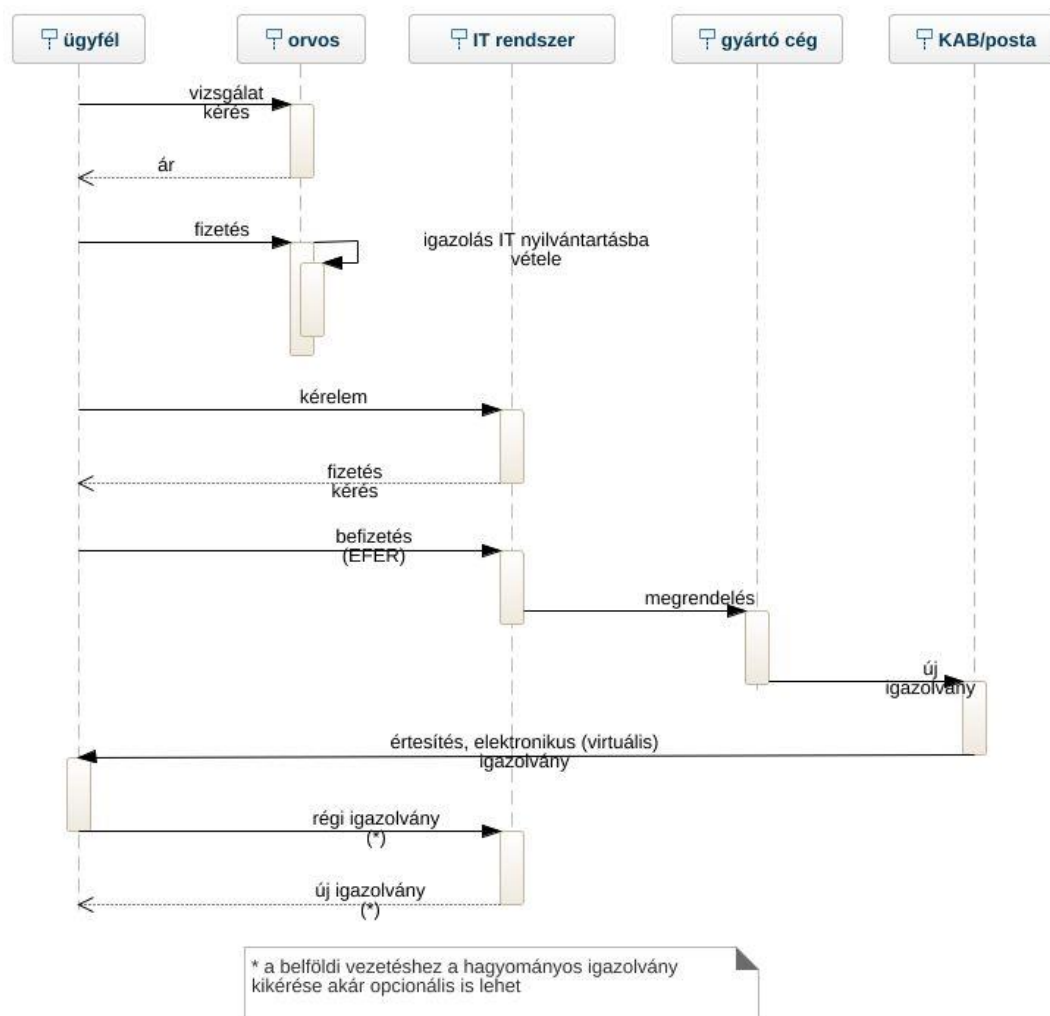 ügyfél
orvos
IT rendszer
gyártó cég
KAB/posta
vizsgálat
kérés
ár
fizetés
igazolás IT nyilvántartásba
vétele
kérelem
fizetés
kérés
befizetés
(EFER)
megrendelés
új
igazolvány
értesítés, elektronikus (virtuális)
igazolvány
régi igazolvány
(*)
új igazolvány
(*)
* a belföldi vezetéshez a hagyományos igazolvány
kikérése akár opcionális is lehet